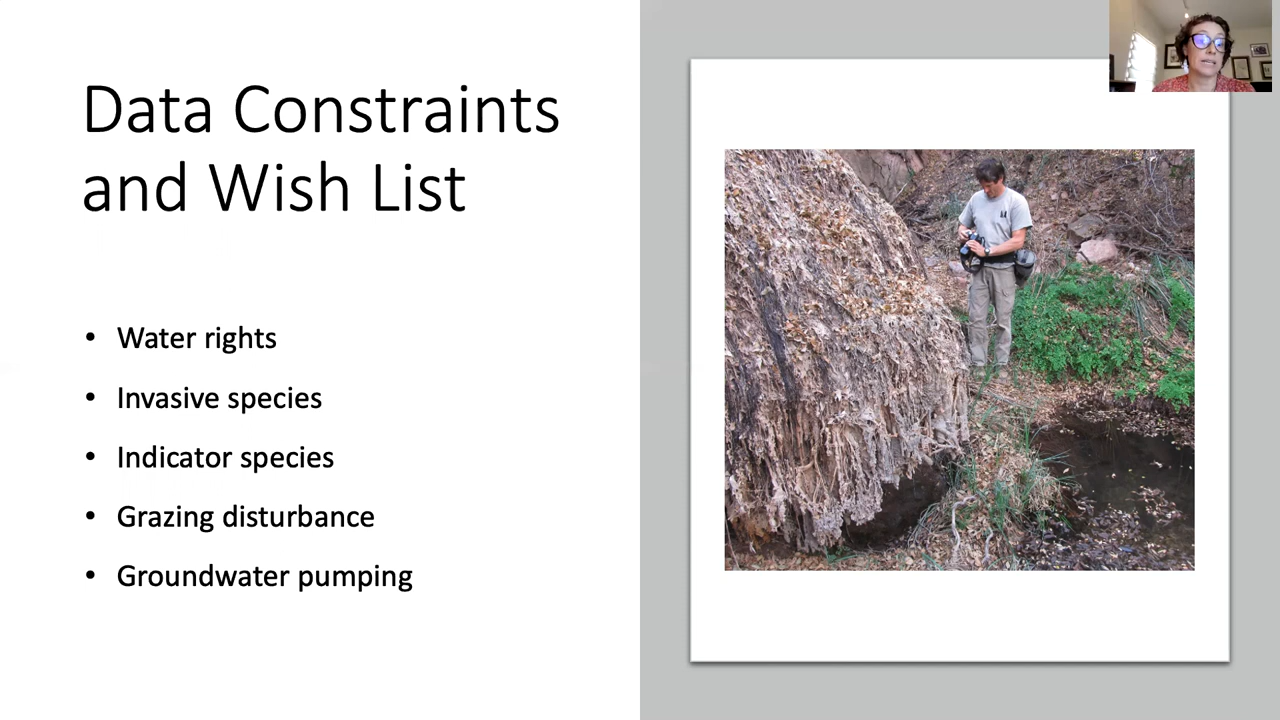 Data Constraints
and Wish List
• Water rights
• Invasive species
• Indicator species
• Grazing disturbance
• Groundwater pumping